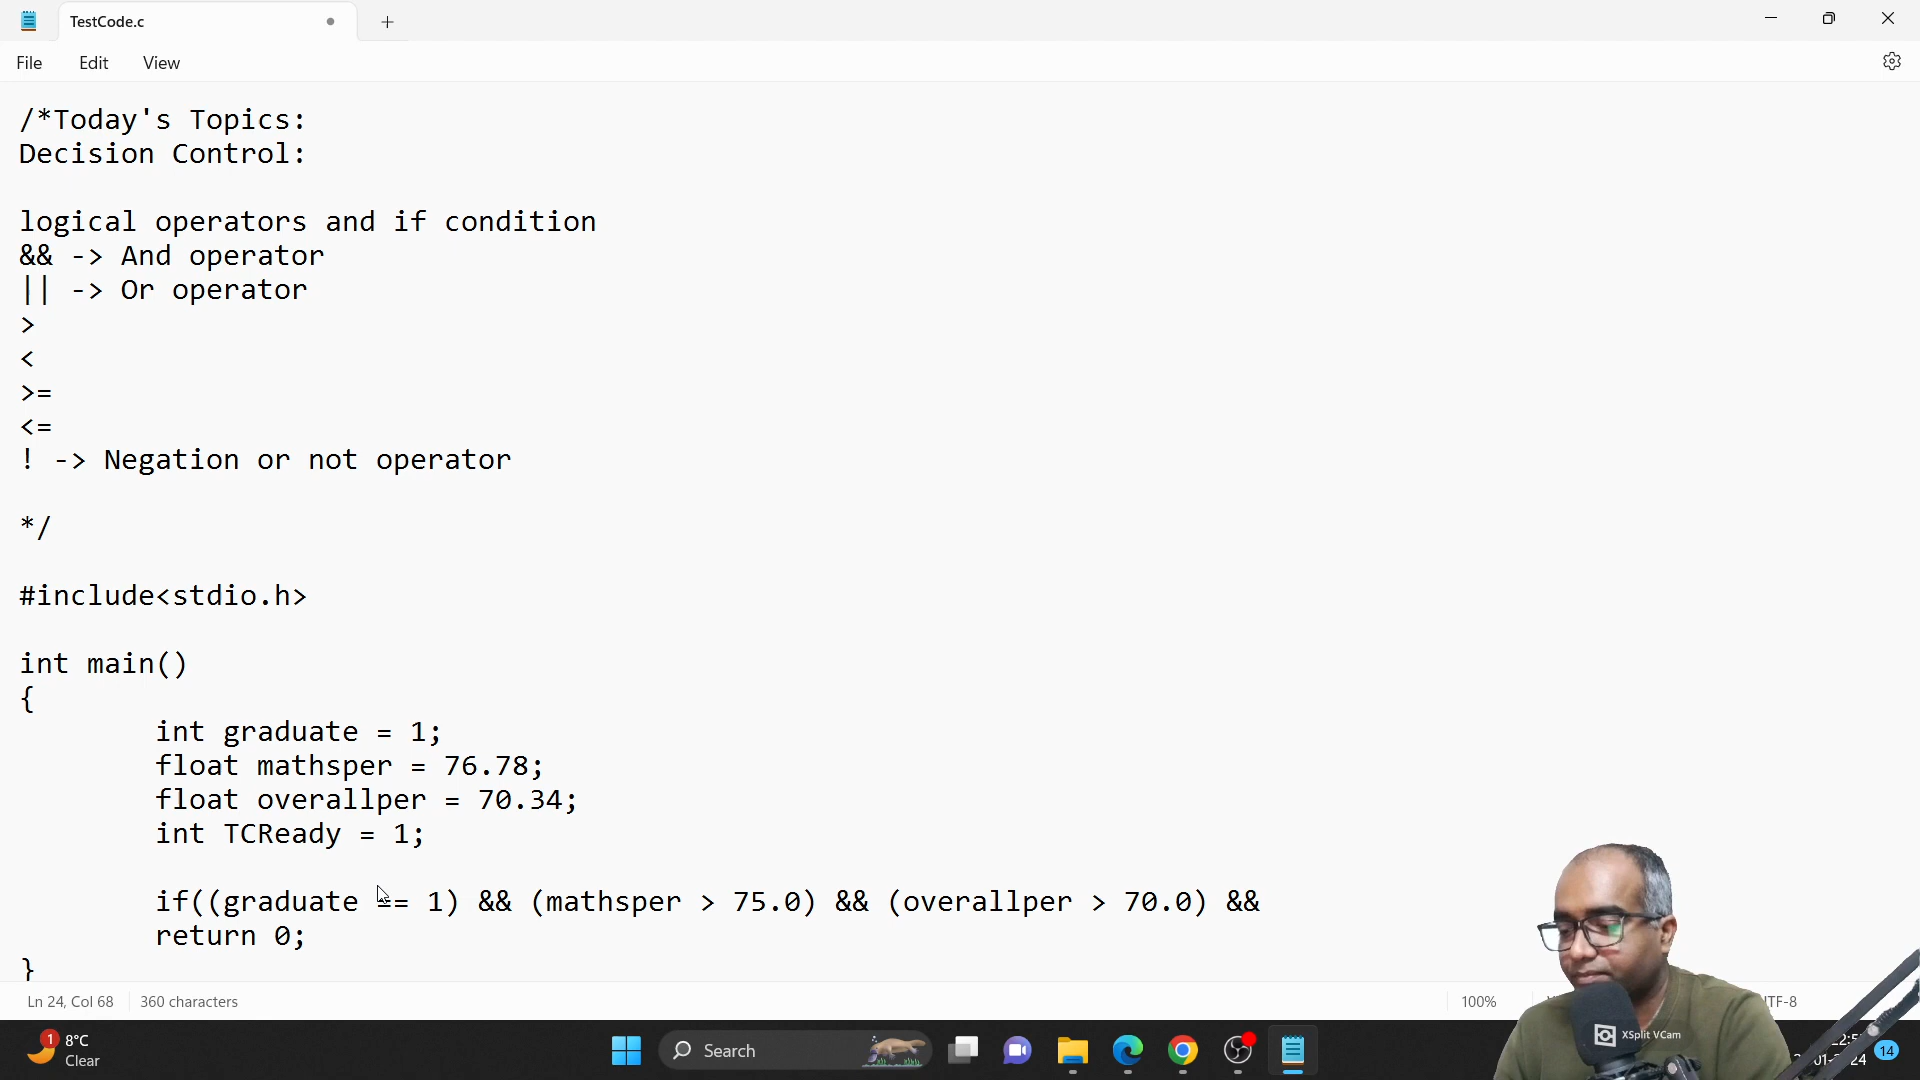 TestCode.c
File Edit View
/*Today's Topics:
Decision Control:
logical operators and if condition
&& -> And operator
|| -> Or operator
>
<
>=
<=
! -> Negation or not operator
*/
#include<stdio.h>
int main()
{
int graduate = 1;
float mathsper = 76.78;
float overallper = 70.34;
int TCReady = 1;
if((graduate == 1) && (mathsper > 75.0) && (overallper > 70.0) &&
return 0;
}
Ln 24, Col 68 360 characters 100%
1 8°C
Clear
Search
XSplit VCam
14